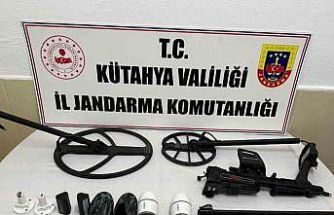 T.C.
KÜTAHYA VALİLİĞİ
İL JANDARMA KOMUTANLIĞI